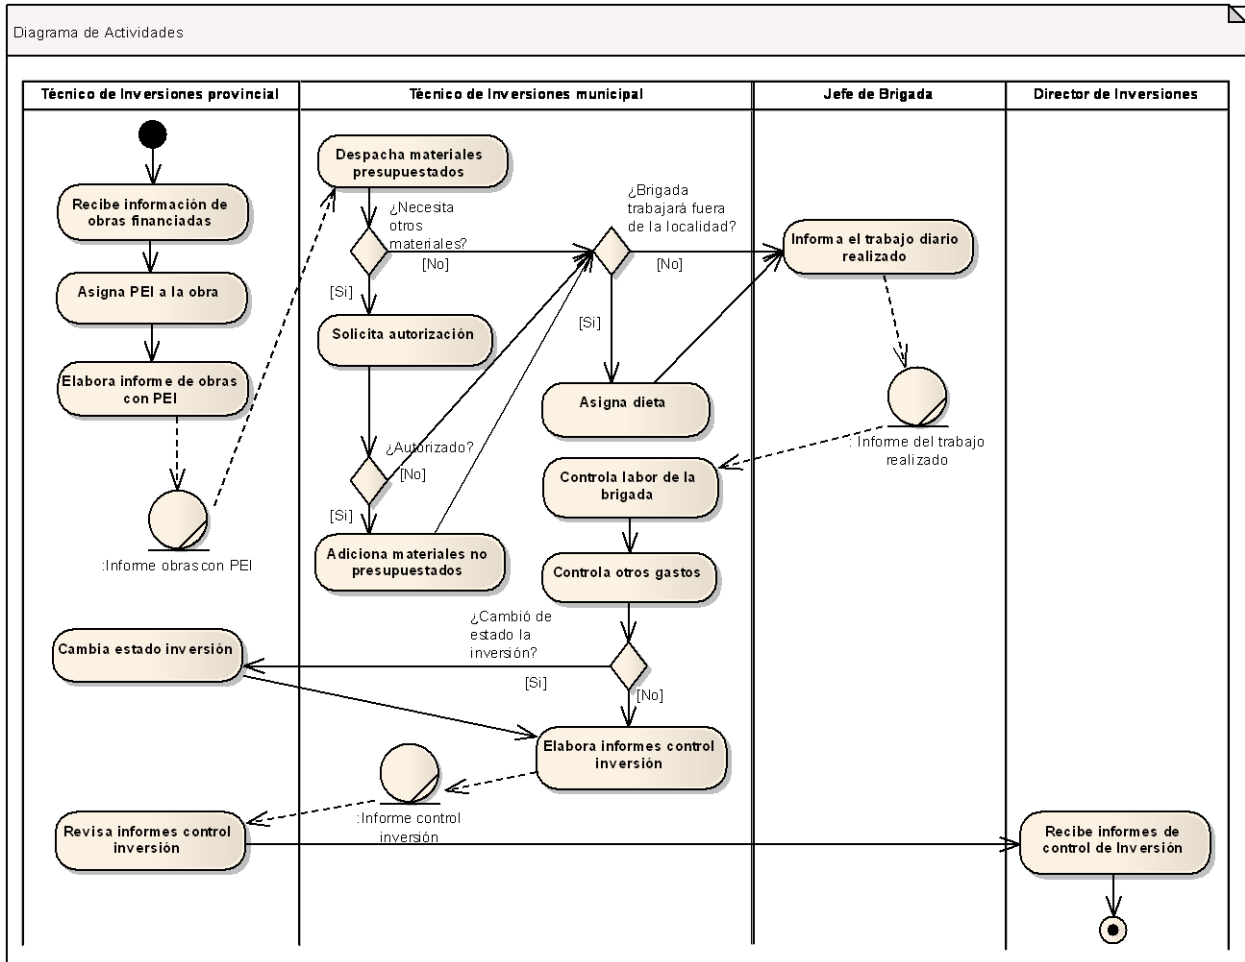 Diagrama de Actividades
Técnico de Inversiones provincial
Técnico de Inversiones municipal
Jefe de Brigada
Director de Inversiones
Recibe información de
obras financiadas
Asigna PEI a la obra
Elabora informe de obras
con PEI
:Informe obras con PEI
Despacha materiales
presupuestados
¿Necesita
otros
materiales?
[No]
[Si]
Solicita autorización
¿Autorizado?
[No]
[Si]
Adiciona materiales no
presupuestados
¿Brigada
trabajará fuera
de la localidad?
[No]
[Si]
Asigna dieta
Informa el trabajo diario
realizado
: Informe del trabajo
realizado
Controla labor de la
brigada
Controla otros gastos
¿Cambió de
estado la
inversión?
[Si]
[No]
Cambia estado inversión
Elabora informes control
inversión
:Informe control
inversión
Revisa informes control
inversión
Recibe informes de
control de Inversión